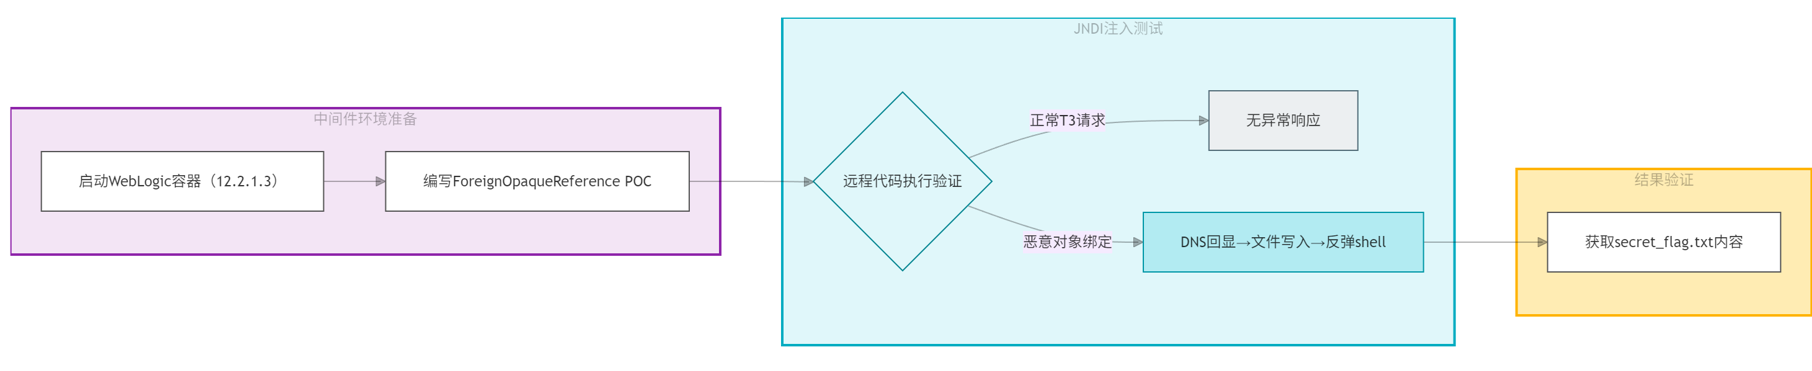 中间件环境准备
启动WebLogic容器（12.2.1.3）
编写ForeignOpaqueReference POC
JNDI注入测试
远程代码执行验证
正常T3请求
无异常响应
恶意对象绑定
DNS回显→文件写入→反弹shell
结果验证
获取secret_flag.txt内容